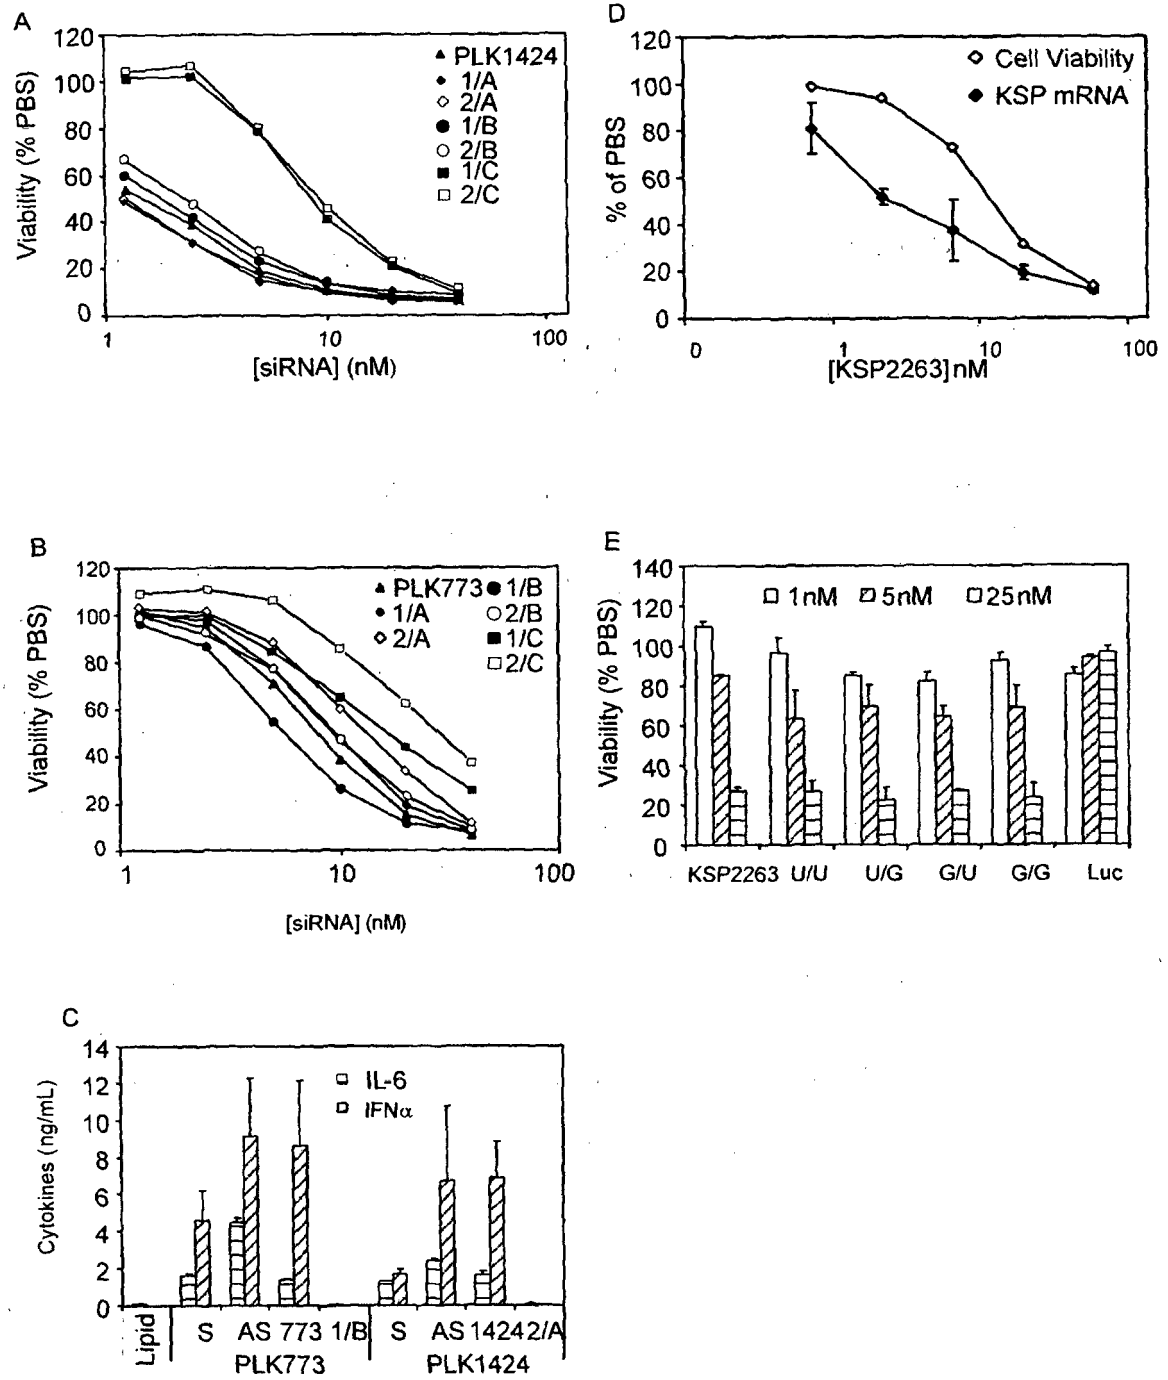 A
Viability (% PBS)
120
100
80
60
40
20
0
1
10
100
[siRNA] (nM)
PLK1424
1/A
2/A
1/B
2/B
1/C
2/C
D
% of PBS
120
100
80
60
40
20
0
0
1
10
100
[KSP2263] nM
Cell Viability
KSP mRNA
B
Viability (% PBS)
120
100
80
60
40
20
0
1
10
100
[siRNA] (nM)
PLK773 1/B
1/A 2/B
2/A 1/C
2/C
E
Viability (% PBS)
140
120
100
80
60
40
20
0
1nM 5nM 25nM
KSP2263 U/U U/G G/U G/G Luc
C
Cytokines (ng/mL)
14
12
10
8
6
4
2
0
IL-6
IFNα
Lipid S AS 773 1/B S AS 1424 2/A
PLK773 PLK1424